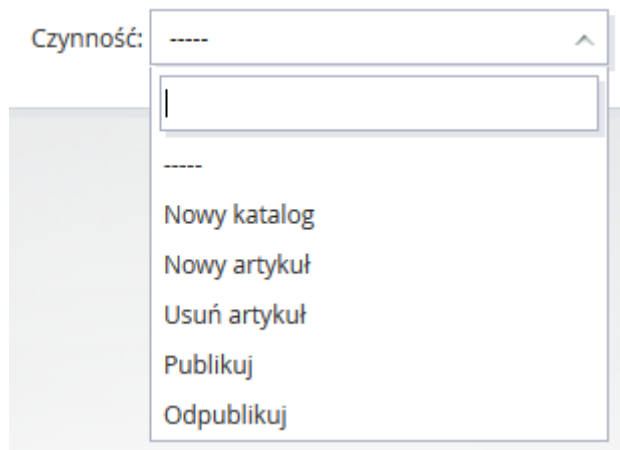 Czynność: -----
-----
Nowy katalog
Nowy artykuł
Usuń artykuł
Publikuj
Odpublikuj